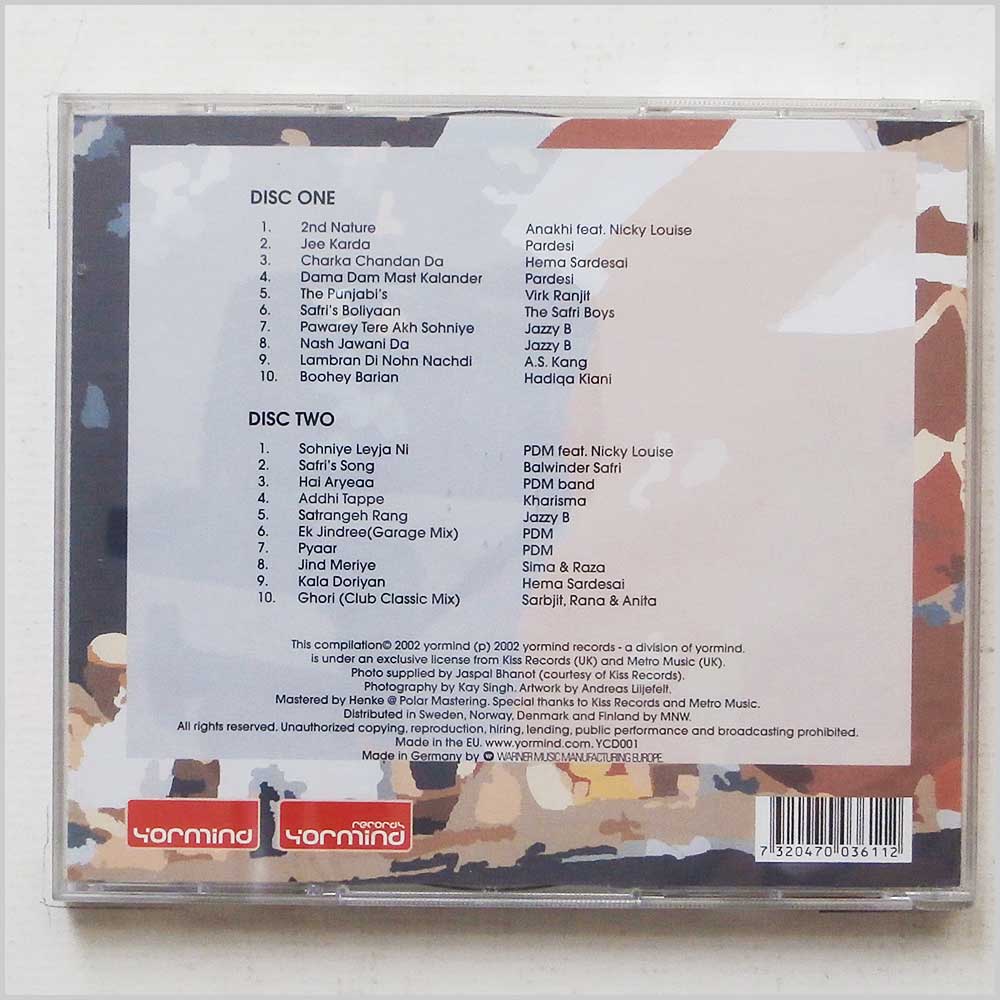 DISC ONE
1. 2nd Nature Anakhi feat. Nicky Louise
2. Jee Karda Pardesi
3. Charka Chandan Da Hema Sardesai
4. Dama Dam Mast Kalander Pardesi
5. The Punjabi's Virk Ranjit
6. Safri's Boliyaan The Safri Boys
7. Pawarey Tere Akh Sohniye Jazzy B
8. Nash Jawani Da Jazzy B
9. Lambran Di Nohn Nachdi A.S. Kang
10. Boohey Barian Hadiqa Kiani
DISC TWO
1. Sohniye Leyja Ni PDM feat. Nicky Louise
2. Safri's Song Balwinder Safri
3. Hai Aryeaa PDM band
4. Addhi Tappe Kharisma
5. Satrangeh Rang Jazzy B
6. Ek Jindree(Garage Mix) PDM
7. Pyaar PDM
8. Jind Meriye Sima & Raza
9. Kala Doriyan Hema Sardesai
10. Ghori (Club Classic Mix) Sarbjit, Rana & Anita
This compilation© 2002 yormind (p) 2002 yormind records - a division of yormind.
is under an exclusive license from Kiss Records (UK) and Metro Music (UK).
Photo supplied by Jaspal Bhanot (courtesy of Kiss Records).
Photography by Kay Singh. Artwork by Andreas Liljefelt.
Mastered by Henke @ Polar Mastering. Special thanks to Kiss Records and Metro Music.
Distributed in Sweden, Norway, Denmark and Finland by MNW.
All rights reserved. Unauthorized copying, reproduction, hiring, lending, public performance and broadcasting prohibited.
Made in the EU. www.yormind.com. YCD001
Made in Germany by WARNER MUSIC MANUFACTURING EUROPE
yormind
records
yormind
7 320470 036112